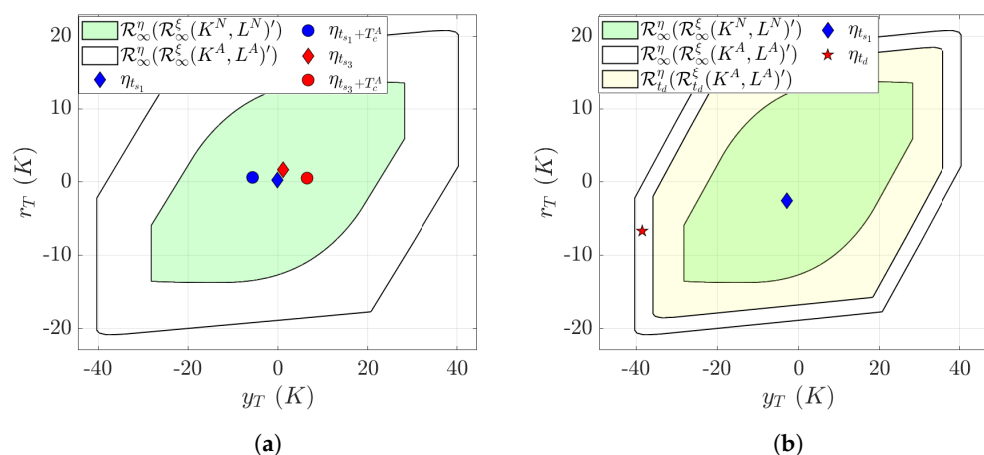 20
10
0
-10
-20
r_T (K)
-40
-20
0
20
40
y_T (K)
R^η_∞(R^ξ_∞(K^N, L^N)′)
R^η_∞(R^ξ_∞(K^A, L^A)′)
η_{t_{s_1}}
η_{t_{s_1}+T_c^A}
η_{t_{s_3}}
η_{t_{s_3}+T_c^A}
(a)
20
10
0
-10
-20
r_T (K)
-40
-20
0
20
40
y_T (K)
R^η_∞(R^ξ_∞(K^N, L^N)′)
R^η_∞(R^ξ_∞(K^A, L^A)′)
R^η_{t_d}(R^ξ_{t_d}(K^A, L^A)′)
η_{t_{s_1}}
η_{t_d}
(b)